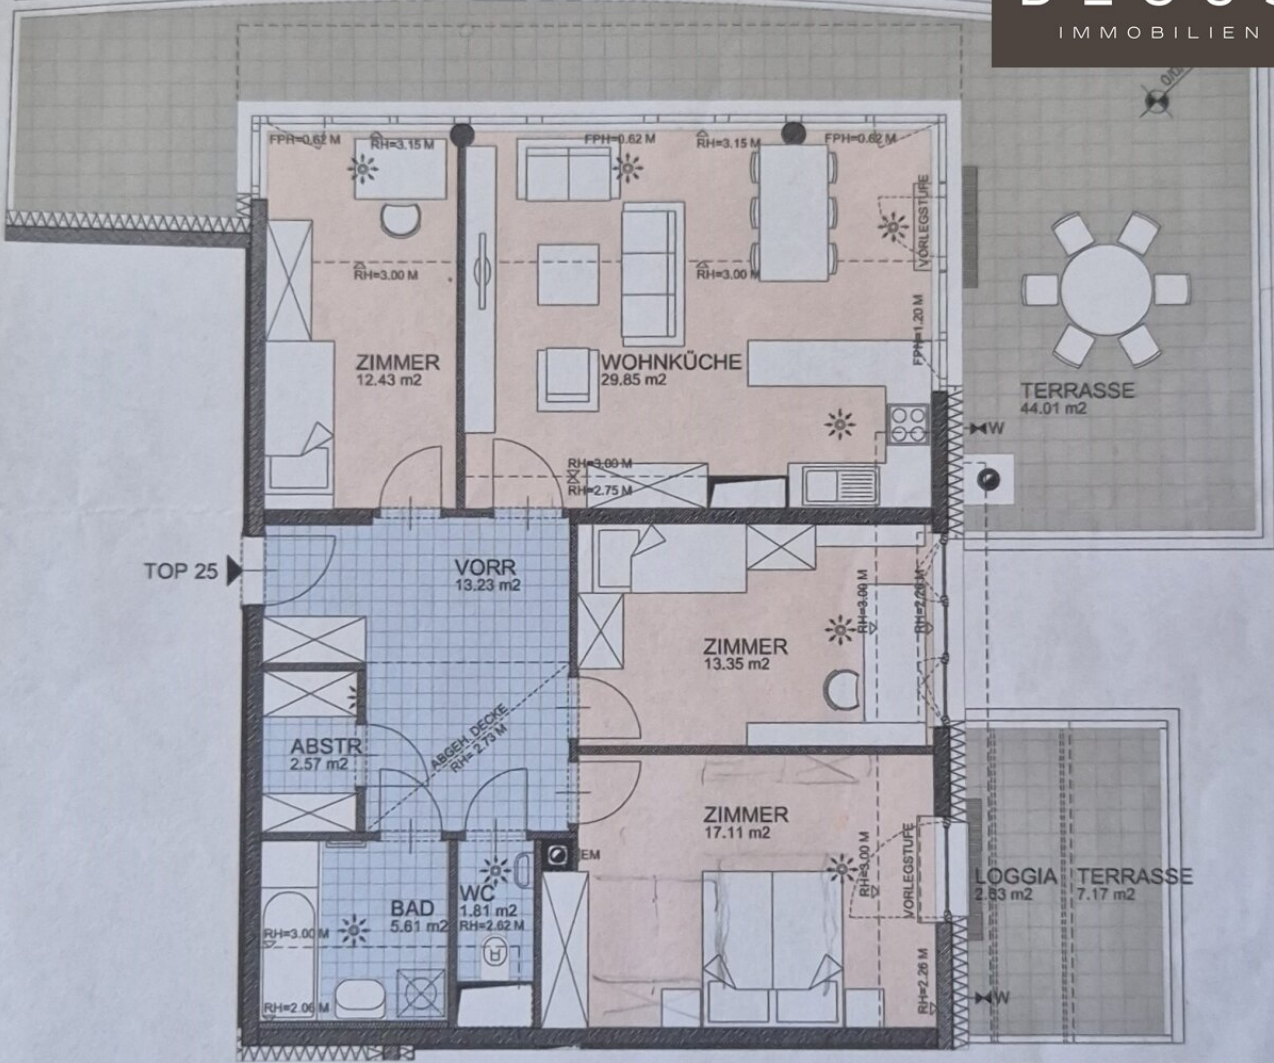 IMMOBILIEN
FPH=0.62 M
RH=3.15 M
FPH=0.62 M
RH=3.15 M
FPH=0.62 M
VORLEGSTUFE
RH=3.00 M
RH=3.00 M
FPH=1.20 M
ZIMMER
12.43 m2
WOHNKÜCHE
29.85 m2
TERRASSE
44.01 m2
W
RH=3.00 M
RH=2.75 M
TOP 25
VORR
13.23 m2
RH=3.00 M
ZIMMER
13.35 m2
ABGEH. DECKE
RH= 2.73 M
ABSTR
2.57 m2
ZIMMER
17.11 m2
EM
RH=3.00 M
VORLEGSTUFE
LOGGIA
TERRASSE
7.17 m2
WC
1.81 m2
RH=2.62 M
BAD
5.61 m2
RH=3.00 M
RH=2.06 M
RH=2.26 M
W